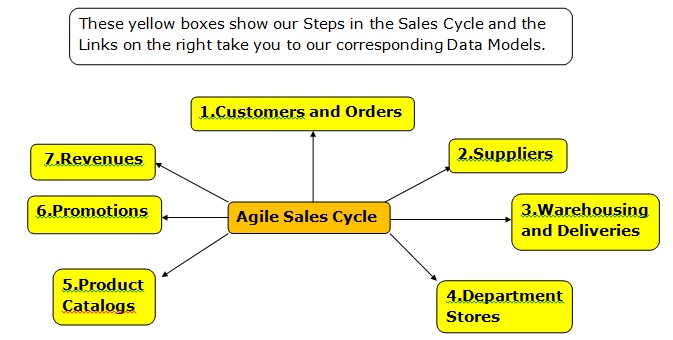 These yellow boxes show our Steps in the Sales Cycle and the
Links on the right take you to our corresponding Data Models.
1.Customers and Orders
7.Revenues
2.Suppliers
6.Promotions
Agile Sales Cycle
3.Warehousing
and Deliveries
5.Product
Catalogs
4.Department
Stores